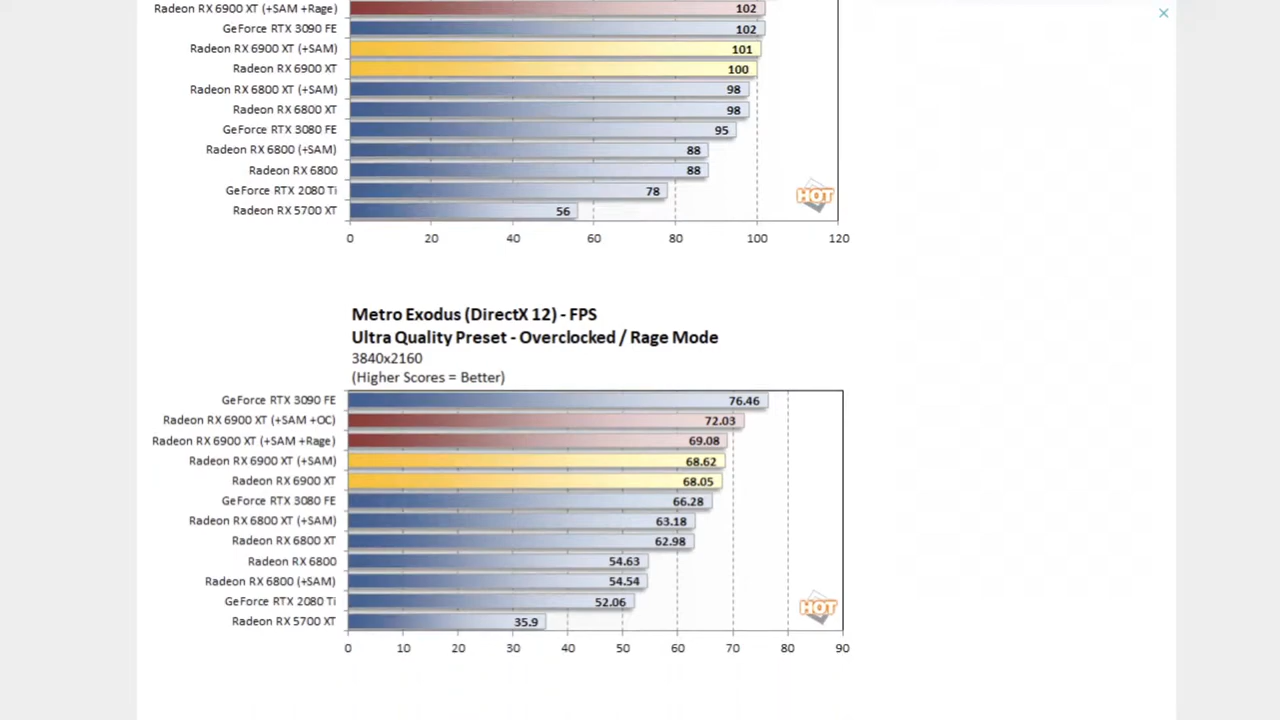 Radeon RX 6900 XT (+SAM +Rage) 102
GeForce RTX 3090 FE 102
Radeon RX 6900 XT (+SAM) 101
Radeon RX 6900 XT 100
Radeon RX 6800 XT (+SAM) 98
Radeon RX 6800 XT 98
GeForce RTX 3080 FE 95
Radeon RX 6800 (+SAM) 88
Radeon RX 6800 88
GeForce RTX 2080 Ti 78
Radeon RX 5700 XT 56
HOT
0 20 40 60 80 100 120
Metro Exodus (DirectX 12) - FPS
Ultra Quality Preset - Overclocked / Rage Mode
3840x2160
(Higher Scores = Better)
GeForce RTX 3090 FE 76.46
Radeon RX 6900 XT (+SAM +OC) 72.03
Radeon RX 6900 XT (+SAM +Rage) 69.08
Radeon RX 6900 XT (+SAM) 68.62
Radeon RX 6900 XT 68.05
GeForce RTX 3080 FE 66.28
Radeon RX 6800 XT (+SAM) 63.18
Radeon RX 6800 XT 62.98
Radeon RX 6800 54.63
Radeon RX 6800 (+SAM) 54.54
GeForce RTX 2080 Ti 52.06
Radeon RX 5700 XT 35.9
HOT
0 10 20 30 40 50 60 70 80 90